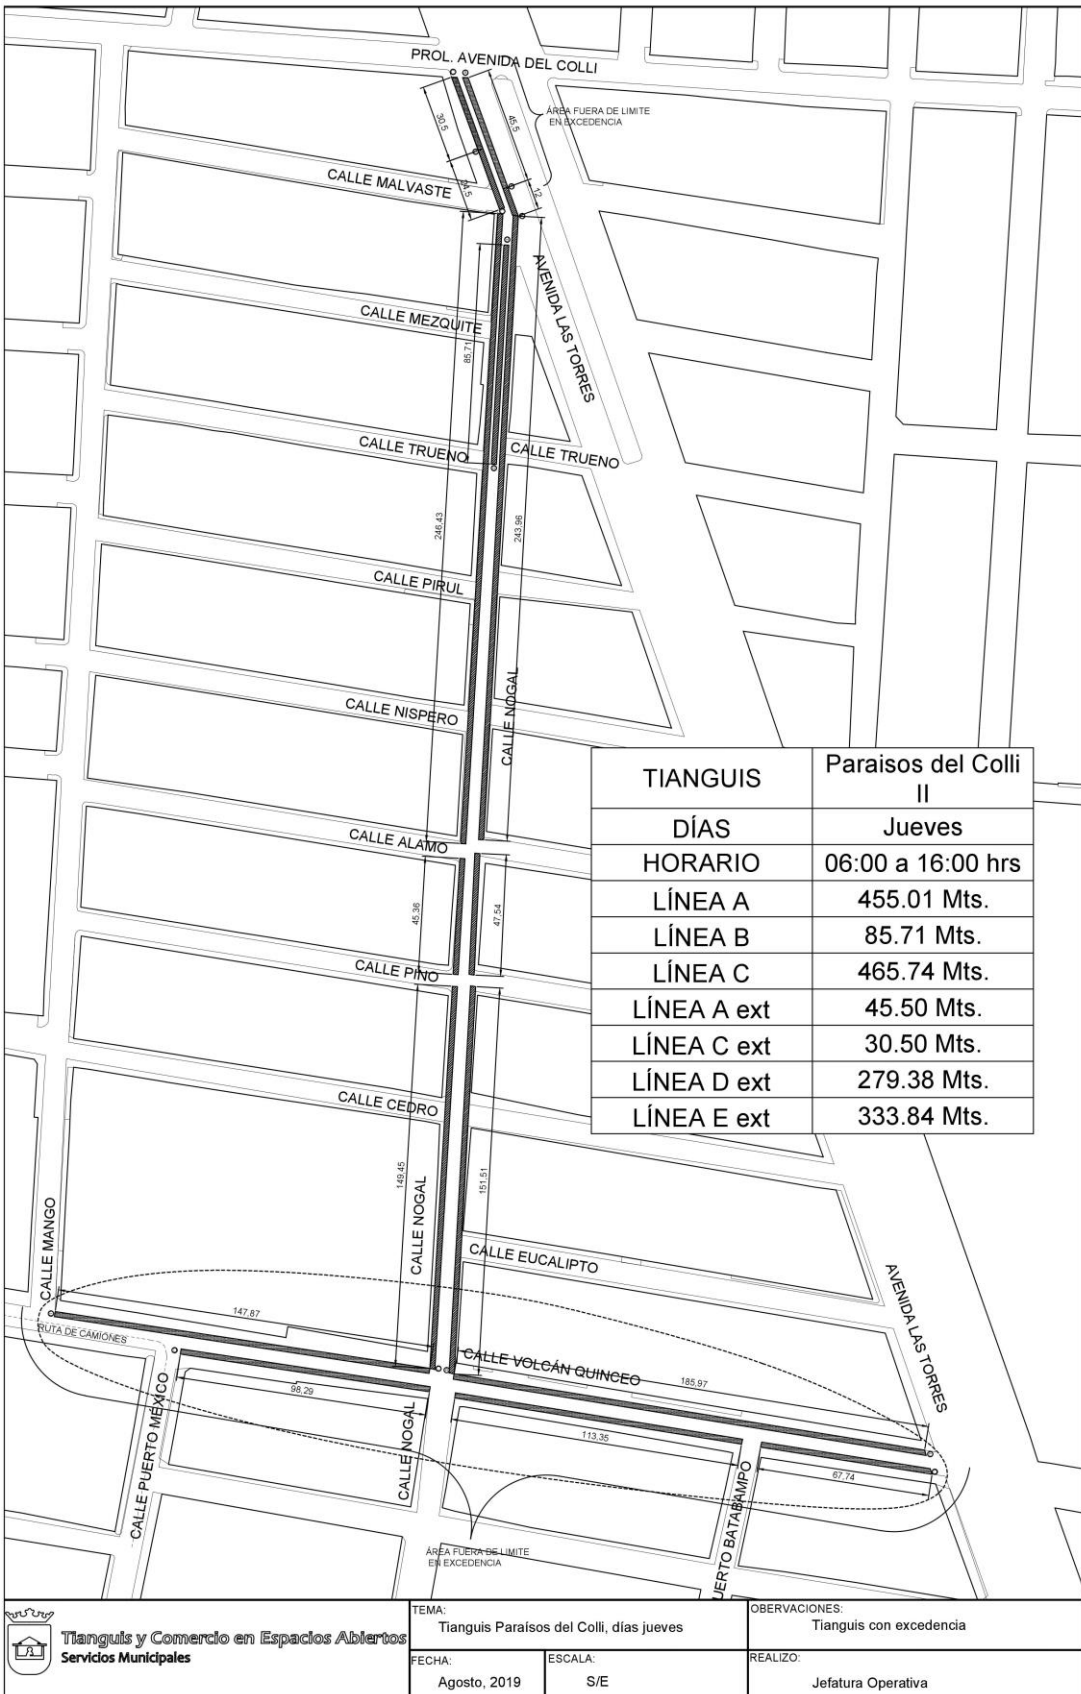 PROL. AVENIDA DEL COLLI
ÁREA FUERA DE LIMITE
EN EXCEDENCIA
30.5
45.5
24.5
12
CALLE MALVASTE
AVENIDA LAS TORRES
CALLE MEZQUITE
85.71
CALLE TRUENO
CALLE TRUENO
246.43
243.96
CALLE PIRUL
CALLE NISPERO
CALLE NOGAL
CALLE ALAMO
45.36
47.54
CALLE PINO
CALLE CEDRO
149.45
151.51
CALLE NOGAL
CALLE MANGO
CALLE EUCALIPTO
AVENIDA LAS TORRES
147.87
RUTA DE CAMIONES
CALLE VOLCÁN QUINCEO
185.97
98.29
113.35
67.74
CALLE PUERTO MÉXICO
CALLE NOGAL
UERTO BATABAMPO
ÁREA FUERA DE LIMITE
EN EXCEDENCIA
TIANGUIS Paraisos del Colli
II
DÍAS Jueves
HORARIO 06:00 a 16:00 hrs
LÍNEA A 455.01 Mts.
LÍNEA B 85.71 Mts.
LÍNEA C 465.74 Mts.
LÍNEA A ext 45.50 Mts.
LÍNEA C ext 30.50 Mts.
LÍNEA D ext 279.38 Mts.
LÍNEA E ext 333.84 Mts.
Tianguis y Comercio en Espacios Abiertos
Servicios Municipales
TEMA:
Tianguis Paraísos del Colli, días jueves
OBERVACIONES:
Tianguis con excedencia
FECHA:
Agosto, 2019
ESCALA:
S/E
REALIZO:
Jefatura Operativa